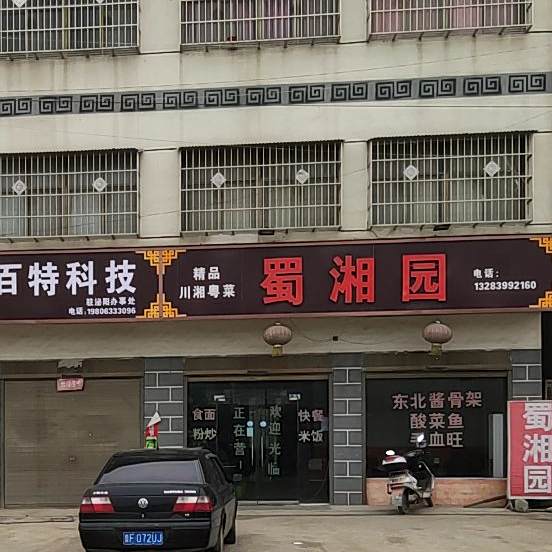 百特科技
驻泌阳办事处
电话:19806333096
精品
川湘粤菜
蜀湘园
电话:
13283992160
食面
粉炒
正在营
欢迎光临
快餐
米饭
东北酱骨架
酸菜鱼
血旺
蜀湘园
F·072UJ